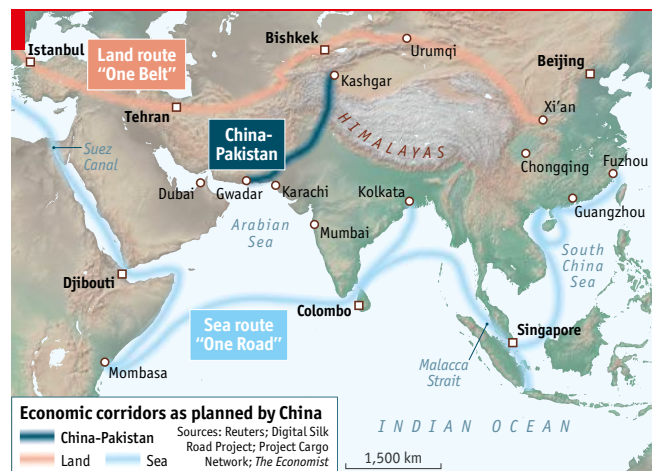 Istanbul
Land route
"One Belt"
Bishkek
Urumqi
Beijing
Kashgar
Tehran
Xi'an
China-
Pakistan
HIMALAYAS
Suez
Canal
Chongqing
Fuzhou
Dubai
Gwadar
Karachi
Kolkata
Guangzhou
Arabian
Sea
Mumbai
South
China
Sea
Djibouti
Colombo
Sea route
"One Road"
Singapore
Malacca
Strait
Mombasa
Economic corridors as planned by China
China-Pakistan
Land
Sea
Sources: Reuters; Digital Silk
Road Project; Project Cargo
Network; The Economist
INDIAN OCEAN
1,500 km